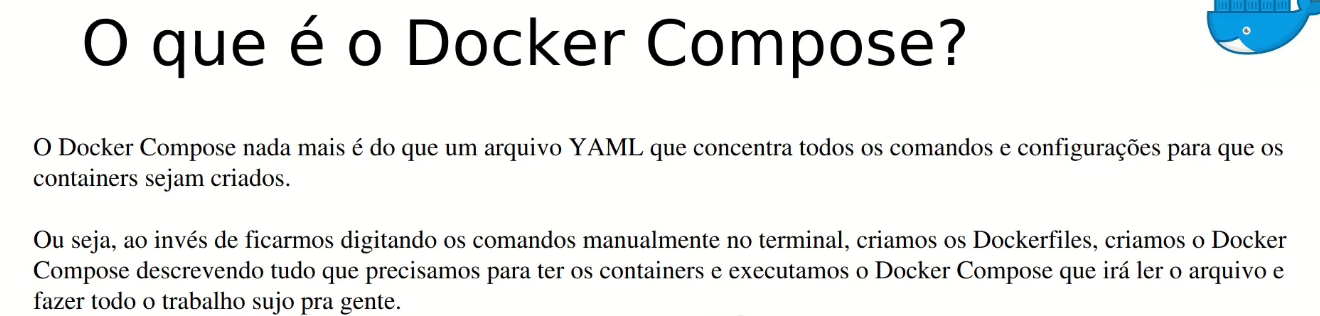 O que é o Docker Compose?
O Docker Compose nada mais é do que um arquivo YAML que concentra todos os comandos e configurações para que os
containers sejam criados.
Ou seja, ao invés de ficarmos digitando os comandos manualmente no terminal, criamos os Dockerfiles, criamos o Docker
Compose descrevendo tudo que precisamos para ter os containers e executamos o Docker Compose que irá ler o arquivo e
fazer todo o trabalho sujo pra gente.